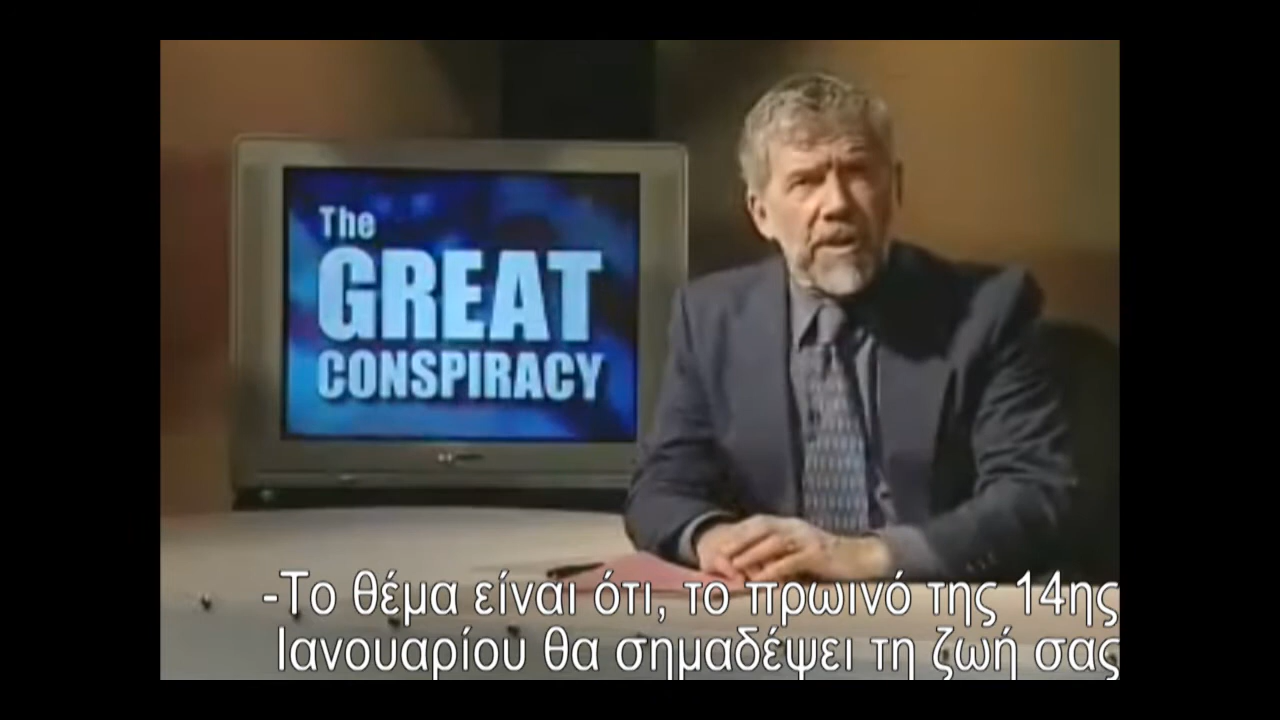 The
GREAT
CONSPIRACY
-Το θέμα είναι ότι, το πρωινό της 14ης
Ιανουαρίου θα σημαδέψει τη ζωή σας